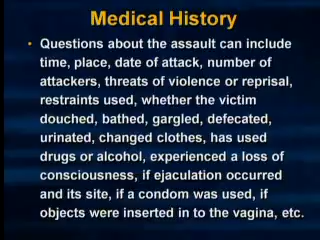 Medical History
• Questions about the assault can include
time, place, date of attack, number of
attackers, threats of violence or reprisal,
restraints used, whether the victim
douched, bathed, gargled, defecated,
urinated, changed clothes, has used
drugs or alcohol, experienced a loss of
consciousness, if ejaculation occurred
and its site, if a condom was used, if
objects were inserted in to the vagina, etc.